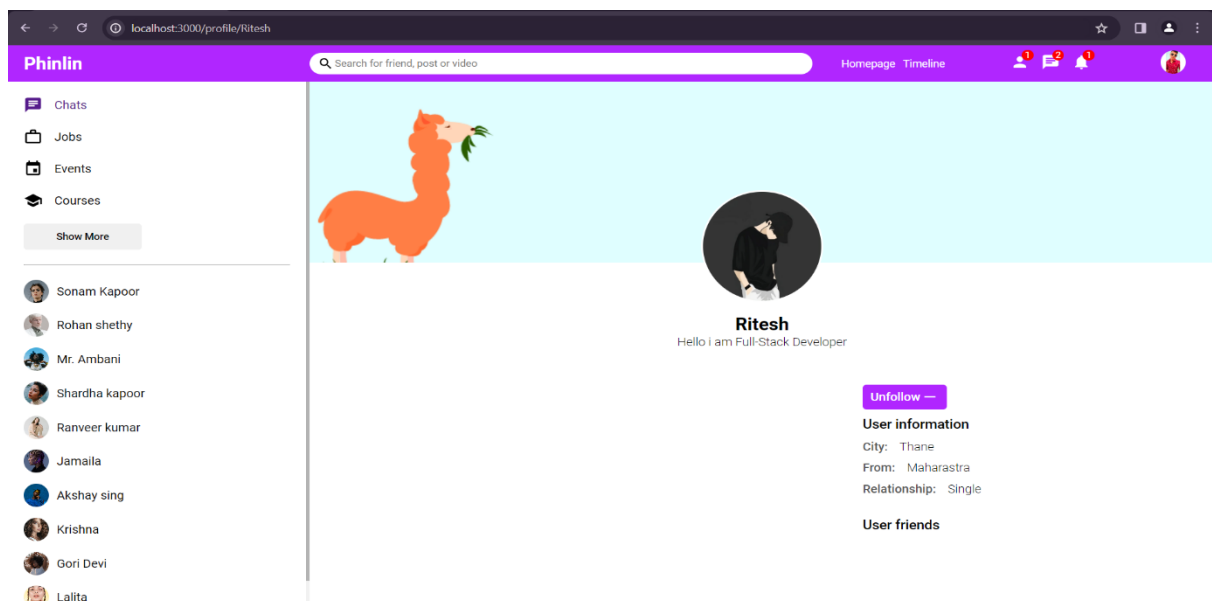 localhost:3000/profile/Ritesh
Phinlin
Search for friend, post or video
Homepage Timeline
1 2 1
Chats
Jobs
Events
Courses
Show More
Sonam Kapoor
Rohan shethy
Mr. Ambani
Shardha kapoor
Ranveer kumar
Jamaila
Akshay sing
Krishna
Gori Devi
Lalita
Ritesh
Hello i am Full-Stack Developer
Unfollow —
User information
City: Thane
From: Maharastra
Relationship: Single
User friends